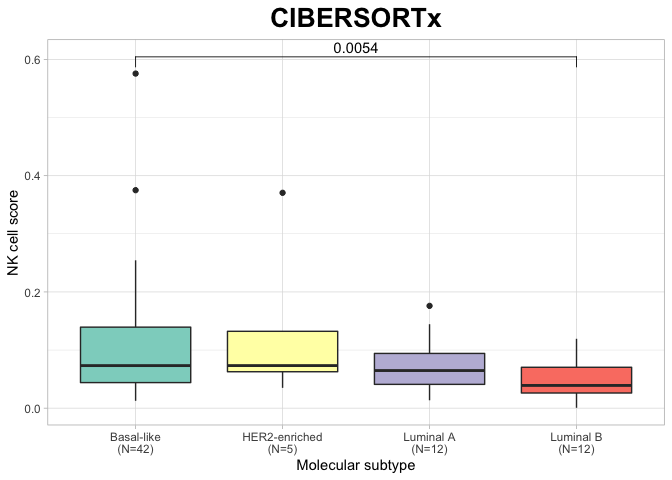 CIBERSORTx
0.0054
NK cell score
0.6
0.4
0.2
0.0
Basal-like
(N=42)
HER2-enriched
(N=5)
Luminal A
(N=12)
Luminal B
(N=12)
Molecular subtype